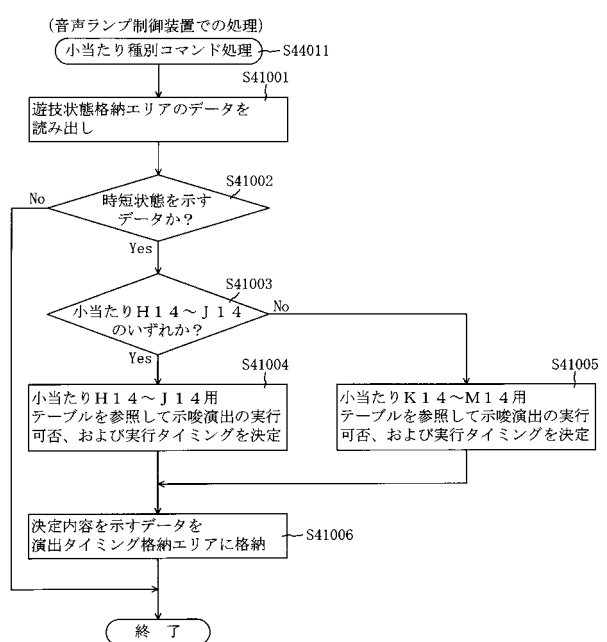 (音声ランプ制御装置での処理)
小当たり種別コマンド処理
S44011
S41001
遊技状態格納エリアのデータを
読み出し
S41002
時短状態を示す
データか？
No
Yes
S41003
小当たりＨ１４～Ｊ１４
のいずれか？
No
Yes
S41004
小当たりＨ１４～Ｊ１４用
テーブルを参照して示唆演出の実行
可否、および実行タイミングを決定
S41005
小当たりＫ１４～Ｍ１４用
テーブルを参照して示唆演出の実行
可否、および実行タイミングを決定
決定内容を示すデータを
演出タイミング格納エリアに格納
S41006
終　了